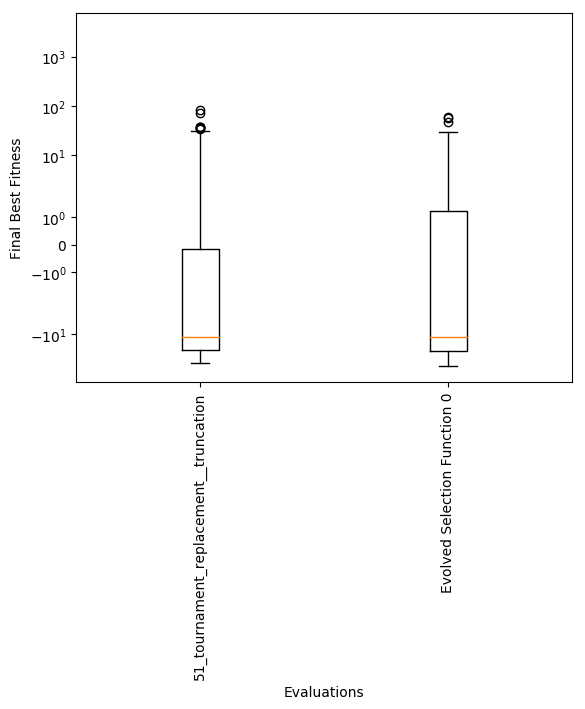 Final Best Fitness
10³
10²
10¹
10⁰
0
−10⁰
−10¹
51_tournament_replacement__truncation
Evolved Selection Function 0
Evaluations